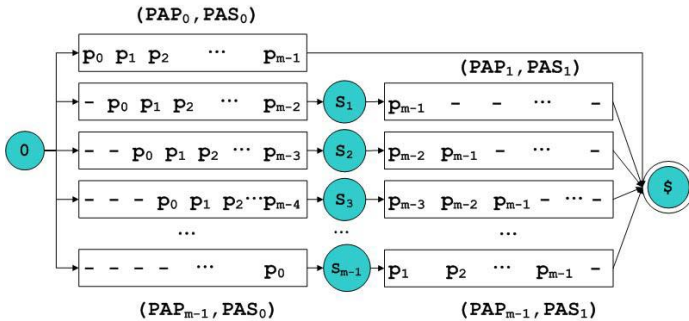 (PAP0,PAS0)
p0 p1 p2 ... pm-1
(PAP1,PAS1)
- p0 p1 p2 ... pm-2 S1 pm-1 - - ... -
0 - - p0 p1 p2 ... pm-3 S2 pm-2 pm-1 - ... - $
- - - p0 p1 p2 ... pm-4 S3 pm-3 pm-2 pm-1 - ... -
... ... ...
- - - - ... p0 Sm-1 p1 p2 ... pm-1 -
(PAPm-1,PAS0) (PAPm-1,PAS1)